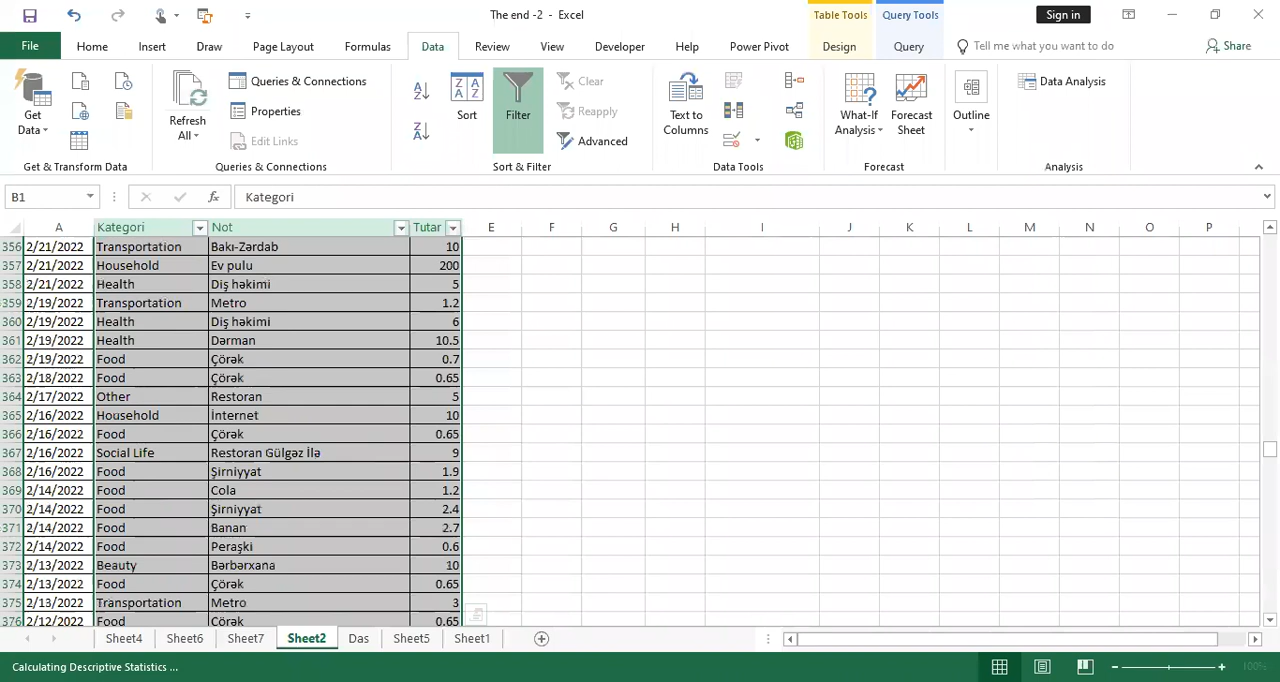 The end -2 - Excel
Table Tools
Query Tools
Sign in
File
Home
Insert
Draw
Page Layout
Formulas
Data
Review
View
Developer
Help
Power Pivot
Design
Query
Tell me what you want to do
Share
Get Data
Refresh All
Queries & Connections
Properties
Edit Links
Sort
Filter
Clear
Reapply
Advanced
Text to Columns
What-If Analysis
Forecast Sheet
Outline
Data Analysis
Get & Transform Data
Queries & Connections
Sort & Filter
Data Tools
Forecast
Analysis
B1
fx
Kategori
A Kategori Not Tutar E F G H I J K L M N O P
356 2/21/2022 Transportation Bakı-Zərdab 10
357 2/21/2022 Household Ev pulu 200
358 2/21/2022 Health Diş həkimi 5
359 2/19/2022 Transportation Metro 1.2
360 2/19/2022 Health Diş həkimi 6
361 2/19/2022 Health Dərman 10.5
362 2/19/2022 Food Çörək 0.7
363 2/18/2022 Food Çörək 0.65
364 2/17/2022 Other Restoran 5
365 2/16/2022 Household İnternet 10
366 2/16/2022 Food Çörək 0.65
367 2/16/2022 Social Life Restoran Gülgəz İlə 9
368 2/16/2022 Food Şirniyyat 1.9
369 2/14/2022 Food Cola 1.2
370 2/14/2022 Food Şirniyyat 2.4
371 2/14/2022 Food Banan 2.7
372 2/14/2022 Food Peraşki 0.6
373 2/13/2022 Beauty Bərbərxana 10
374 2/13/2022 Food Çörək 0.65
375 2/13/2022 Transportation Metro 3
376 2/12/2022 Food Çörək 0.65
Sheet4 Sheet6 Sheet7 Sheet2 Das Sheet5 Sheet1
Calculating Descriptive Statistics ...
100%